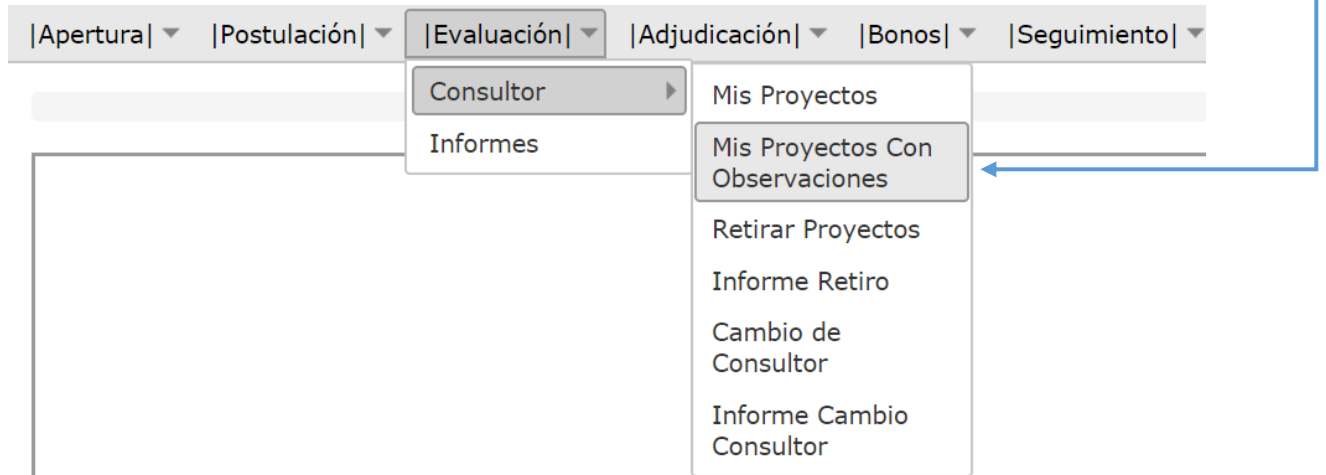 |Apertura| |Postulación| |Evaluación| |Adjudicación| |Bonos| |Seguimiento|
Consultor
Informes
Mis Proyectos
Mis Proyectos Con
Observaciones
Retirar Proyectos
Informe Retiro
Cambio de
Consultor
Informe Cambio
Consultor